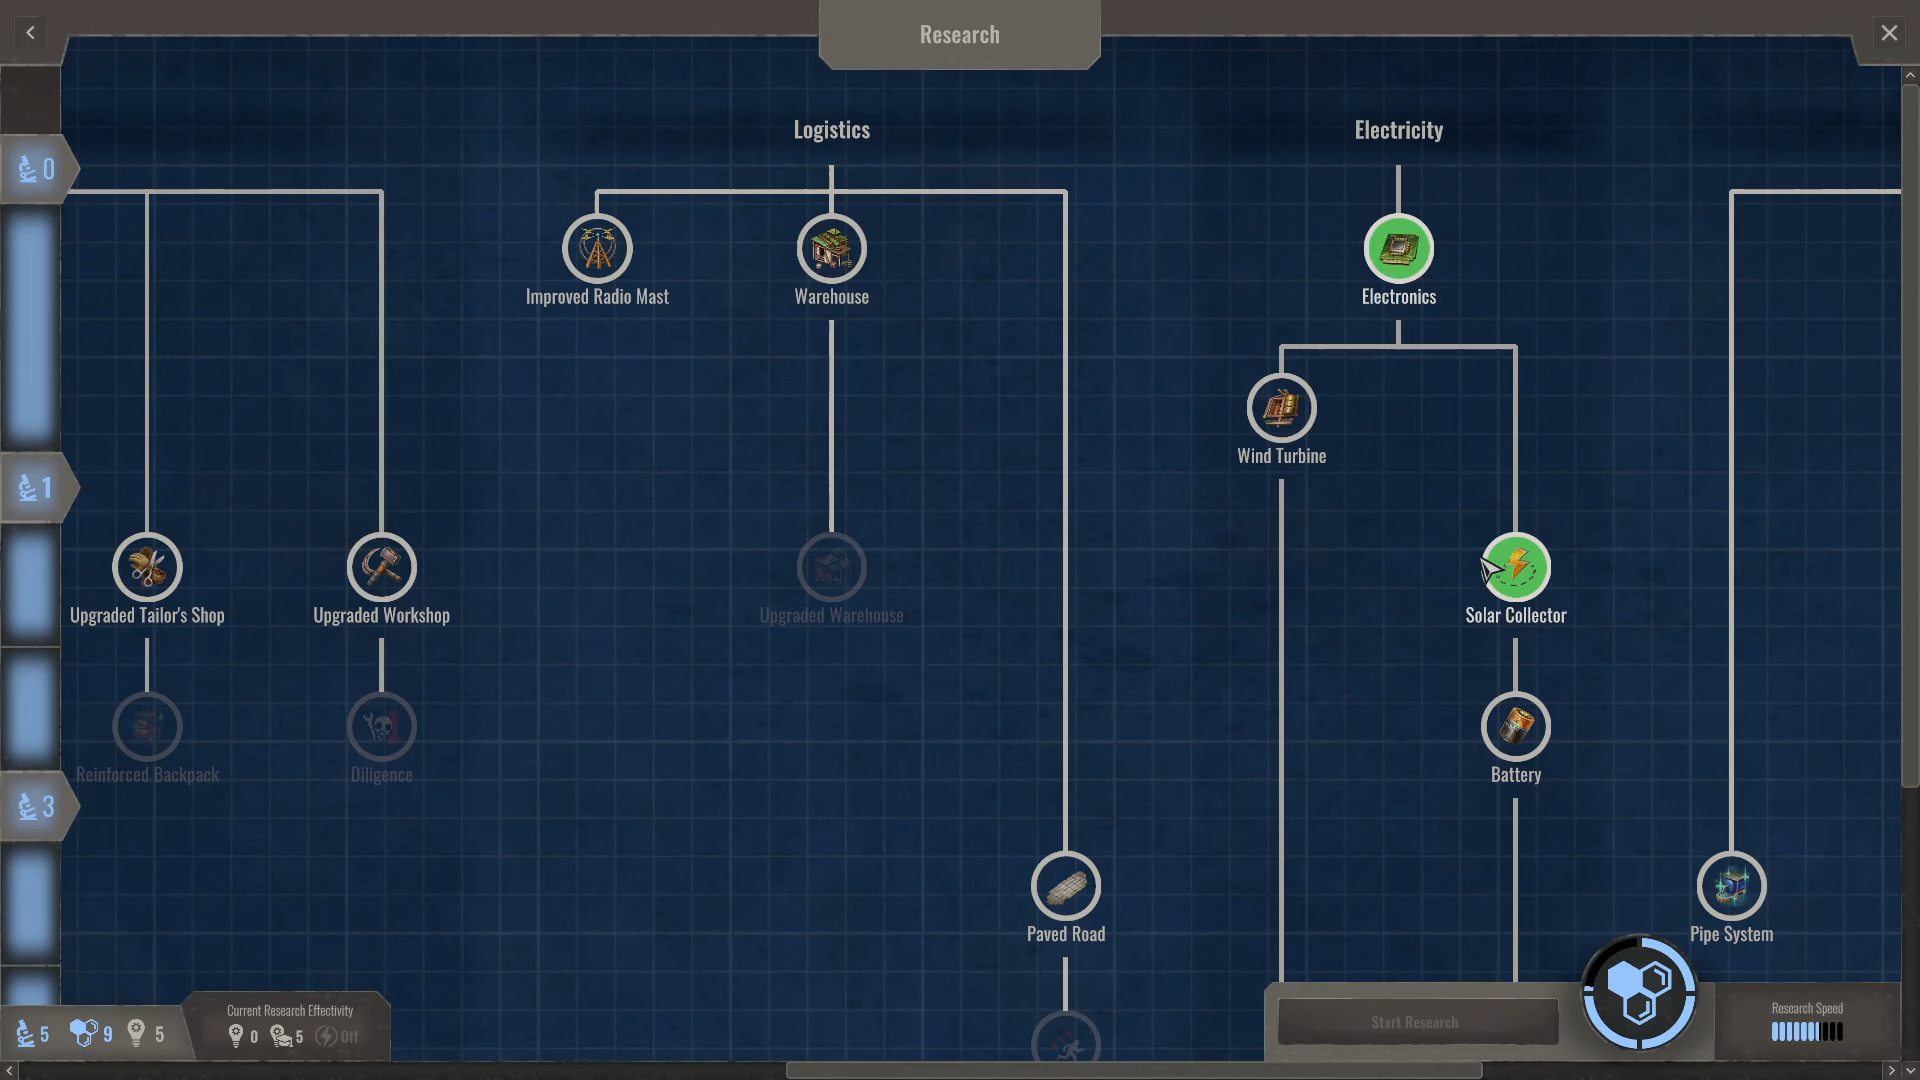 Research
Logistics
Electricity
0
Improved Radio Mast
Warehouse
Electronics
Wind Turbine
1
Upgraded Tailor's Shop
Upgraded Workshop
Upgraded Warehouse
Solar Collector
Reinforced Backpack
Diligence
Battery
3
Paved Road
Pipe System
Current Research Effectivity
5
9
5
0
5
Off
Start Research
Research Speed